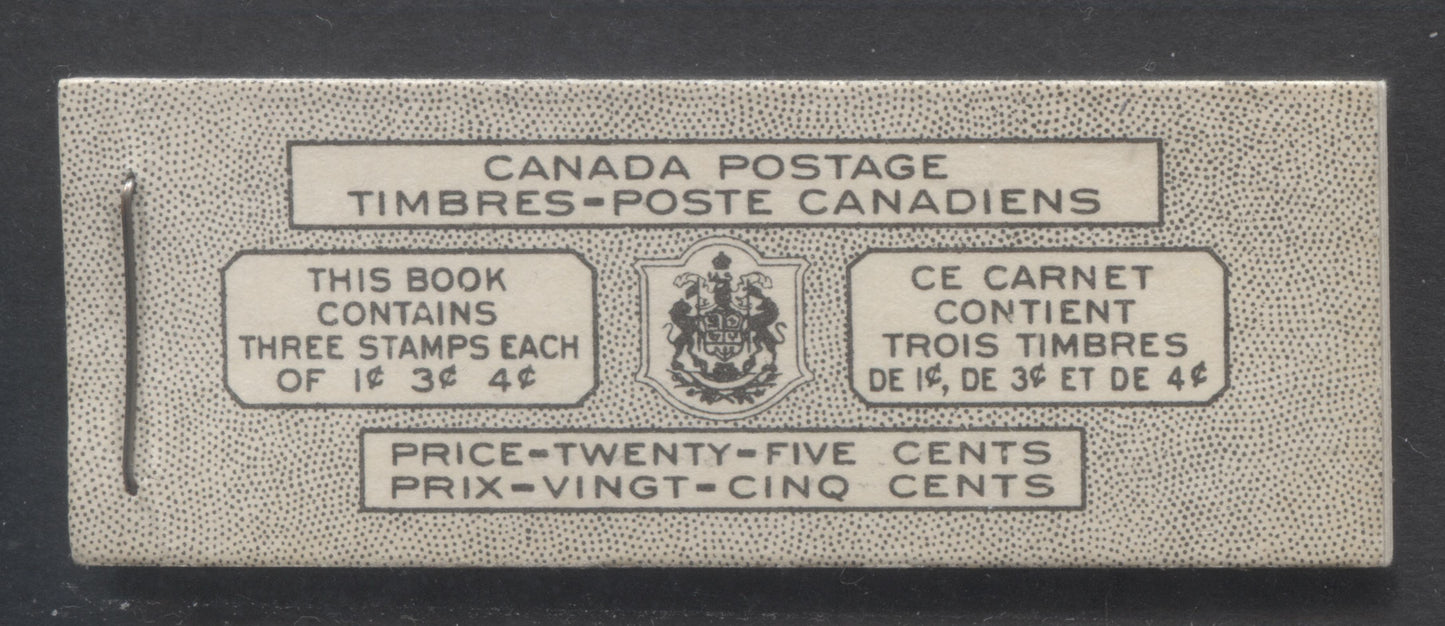 CANADA POSTAGE
TIMBRES-POSTE CANADIENS
THIS BOOK
CONTAINS
THREE STAMPS EACH
OF 1¢ 3¢ 4¢
CE CARNET
CONTIENT
TROIS TIMBRES
DE 1¢, DE 3¢ ET DE 4¢
PRICE-TWENTY-FIVE CENTS
PRIX-VINGT-CINQ CENTS